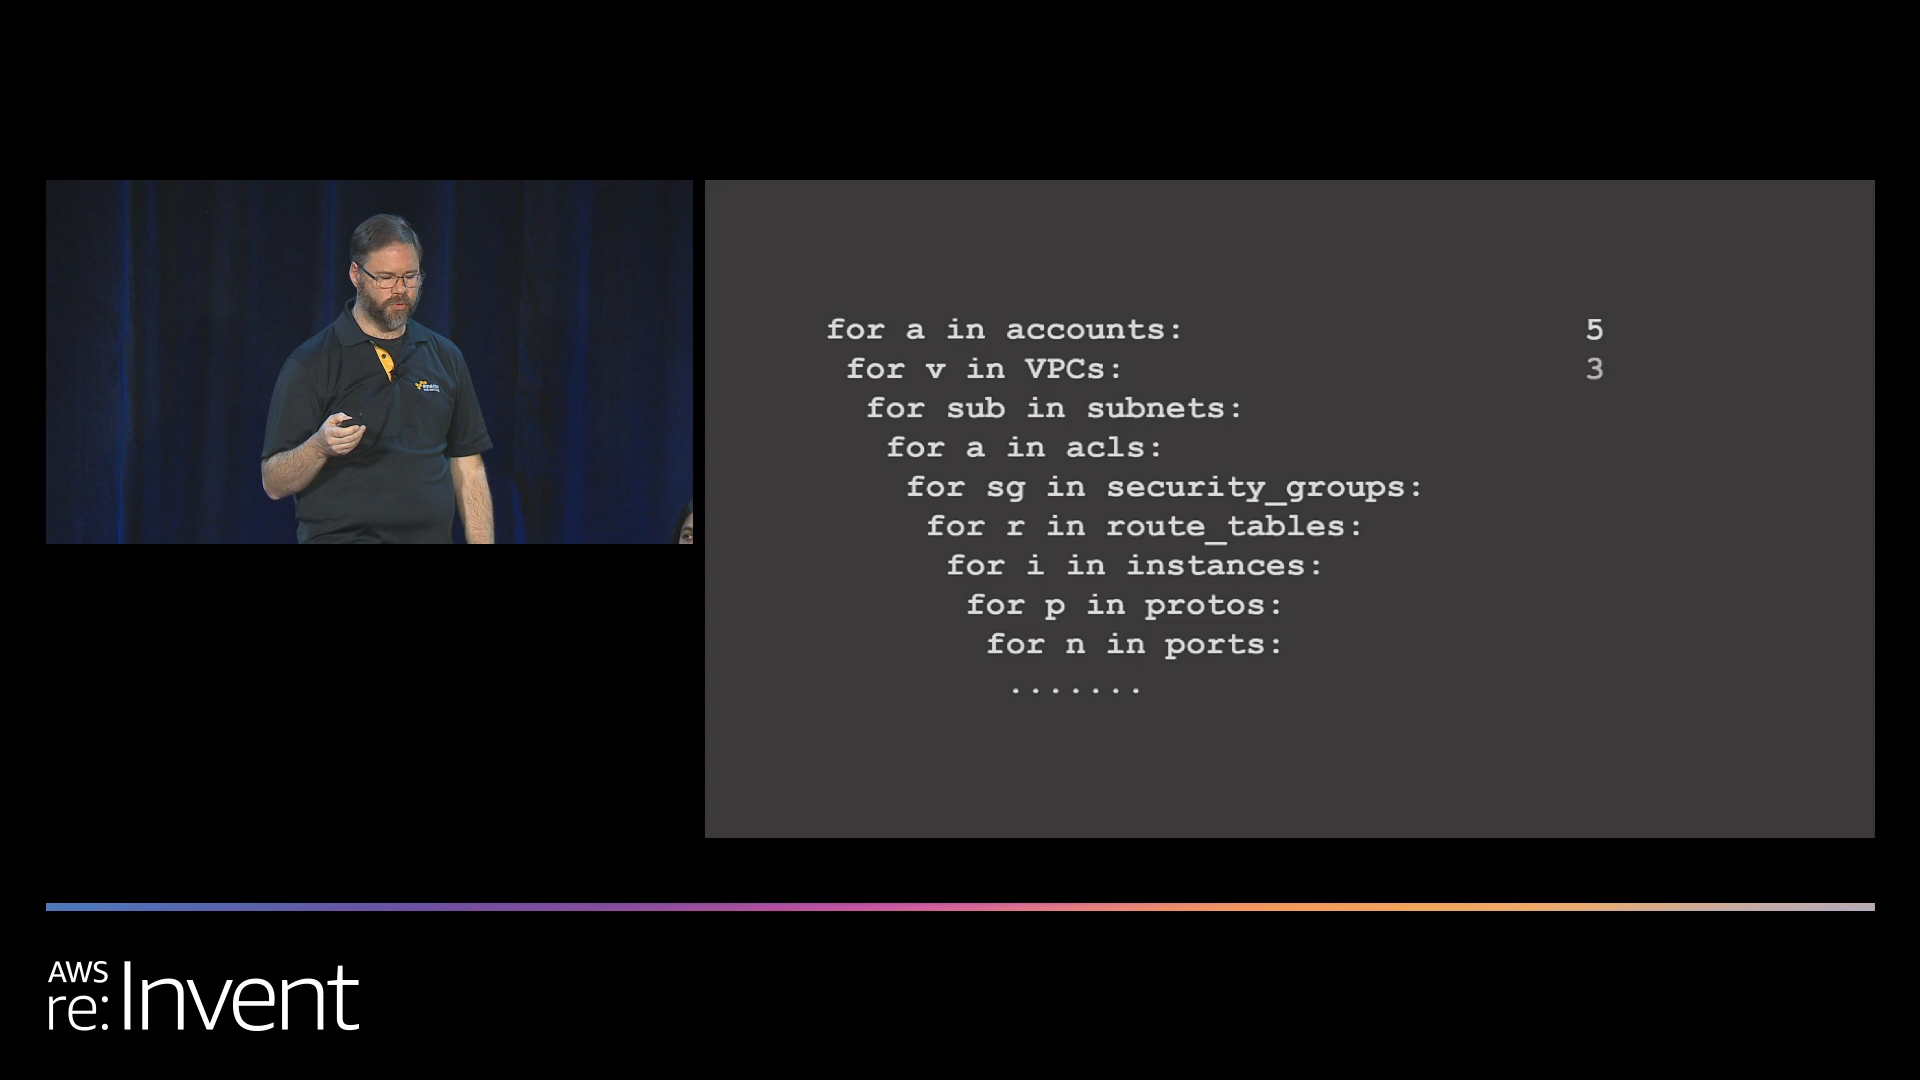 for a in accounts: 5
for v in VPCs: 3
for sub in subnets:
for a in acls:
for sg in security_groups:
for r in route_tables:
for i in instances:
for p in protos:
for n in ports:
.......
AWS
re:Invent